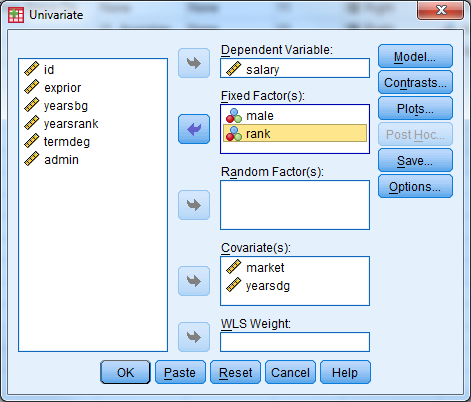 Univariate
id
exprior
yearsbg
yearsrank
termdeg
admin
Dependent Variable:
salary
Fixed Factor(s):
male
rank
Random Factor(s):
Covariate(s):
market
yearsdg
WLS Weight:
Model...
Contrasts...
Plots...
Post Hoc...
Save...
Options...
OK
Paste
Reset
Cancel
Help